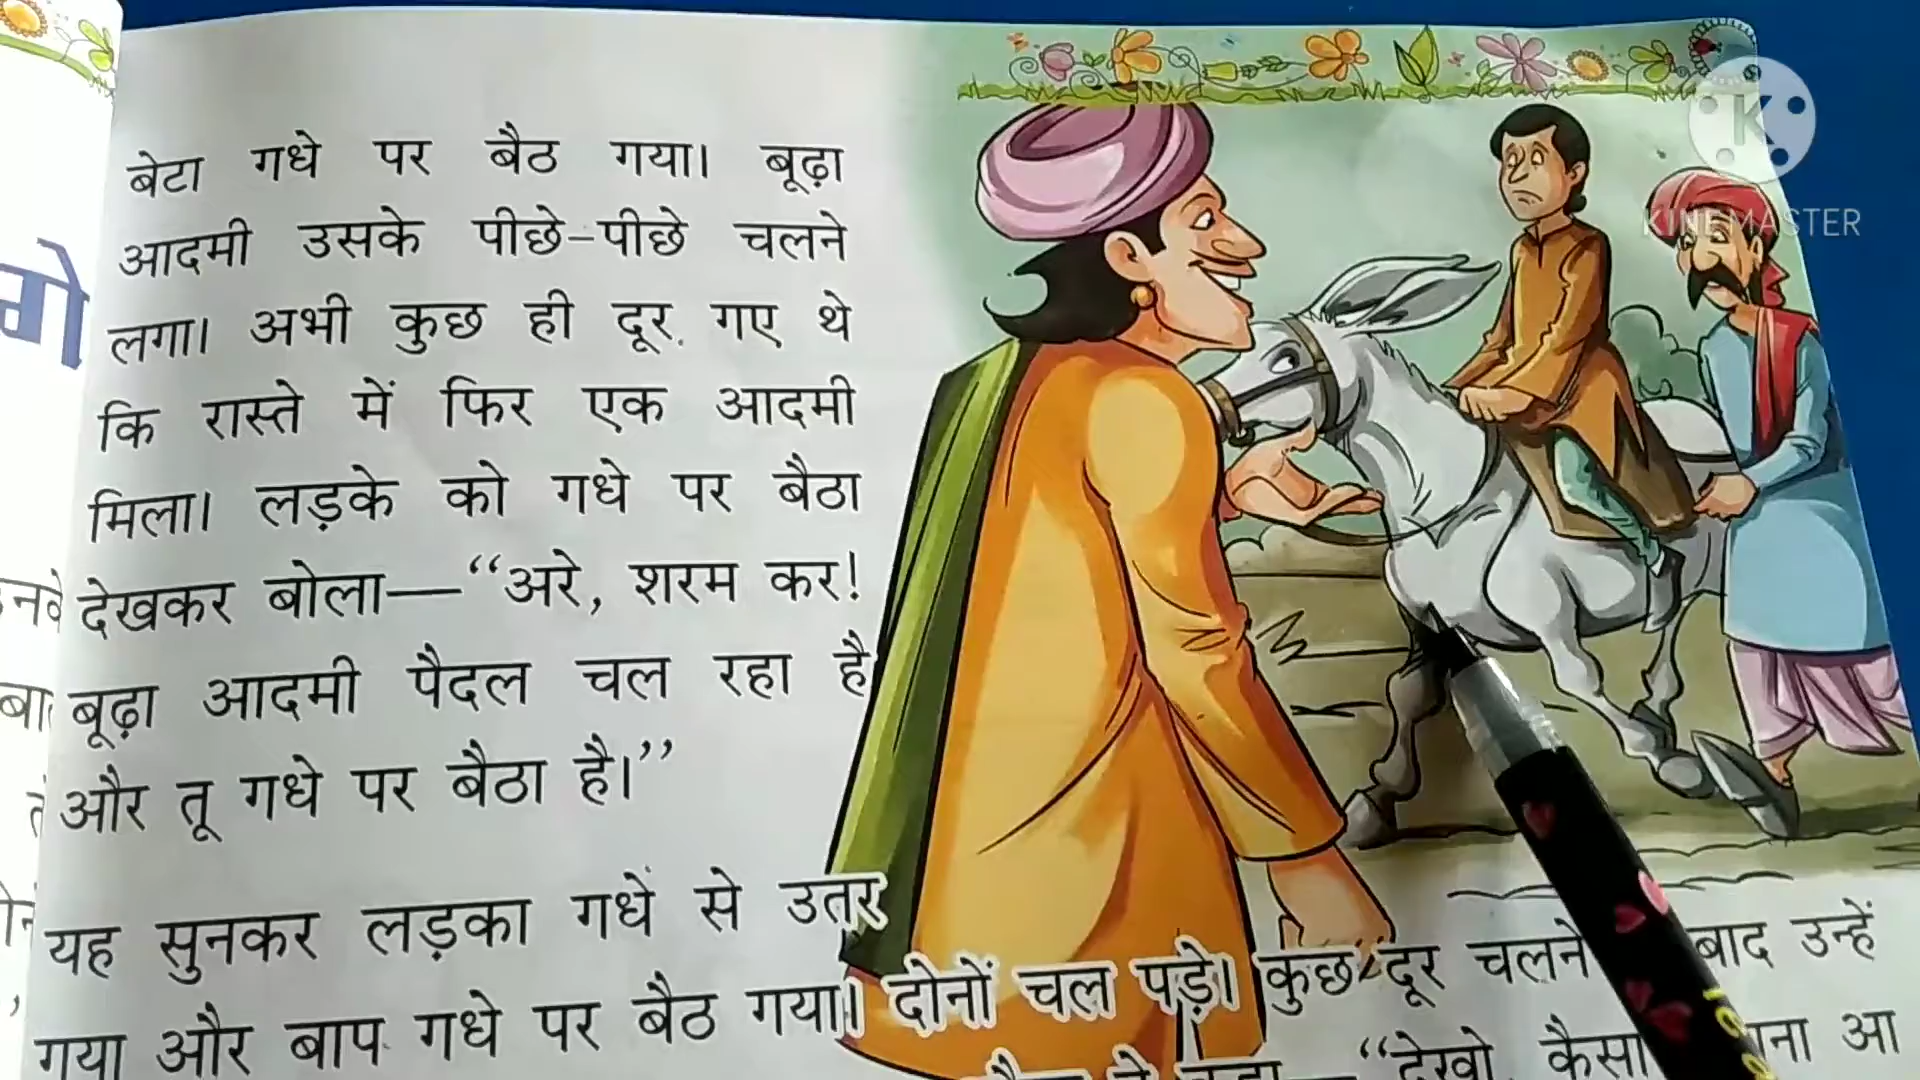 बेटा गधे पर बैठ गया। बूढ़ा
आदमी उसके पीछे-पीछे चलने
लगा। अभी कुछ ही दूर गए थे
कि रास्ते में फिर एक आदमी
मिला। लड़के को गधे पर बैठा
देखकर बोला—“अरे, शरम कर!
बूढ़ा आदमी पैदल चल रहा है
और तू गधे पर बैठा है।”
यह सुनकर लड़का गधे से उतर
गया और बाप गधे पर बैठ गया। दोनों चल पड़े। कुछ दूर चलने बाद उन्हें
“देखो, कैसा आ
गो
KINEMASTER